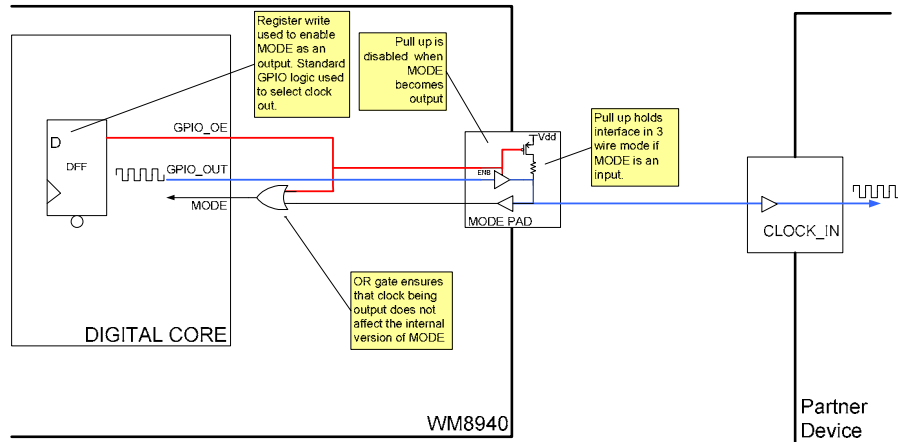 Register write
used to enable
MODE as an
output. Standard
GPIO logic used
to select clock
out.
Pull up is
disabled when
MODE
becomes
output
Pull up holds
interface in 3
wire mode if
MODE is an
input.
Vdd
D
DFF
GPIO_OE
GPIO_OUT
MODE
ENB
MODE PAD
CLOCK_IN
OR gate ensures
that clock being
output does not
affect the internal
version of MODE
DIGITAL CORE
WM8940
Partner
Device